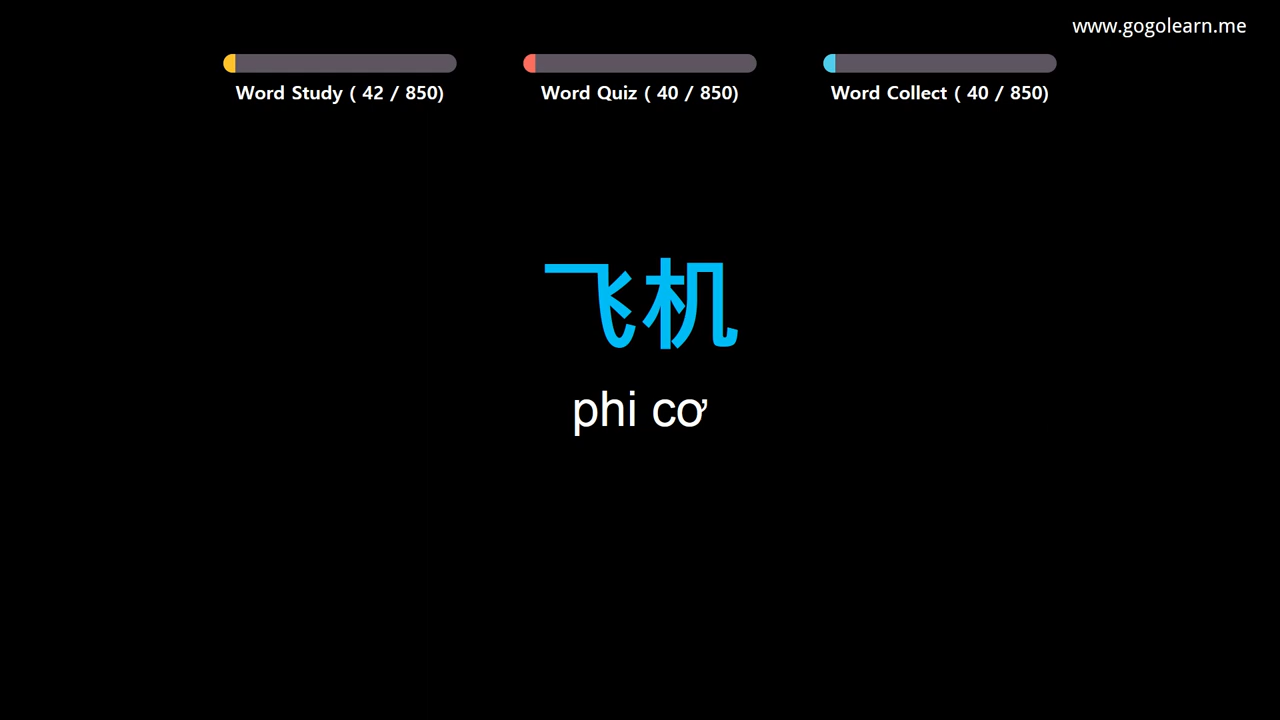 www.gogolearn.me
Word Study ( 42 / 850)
Word Quiz ( 40 / 850)
Word Collect ( 40 / 850)
飞机
phi cơ